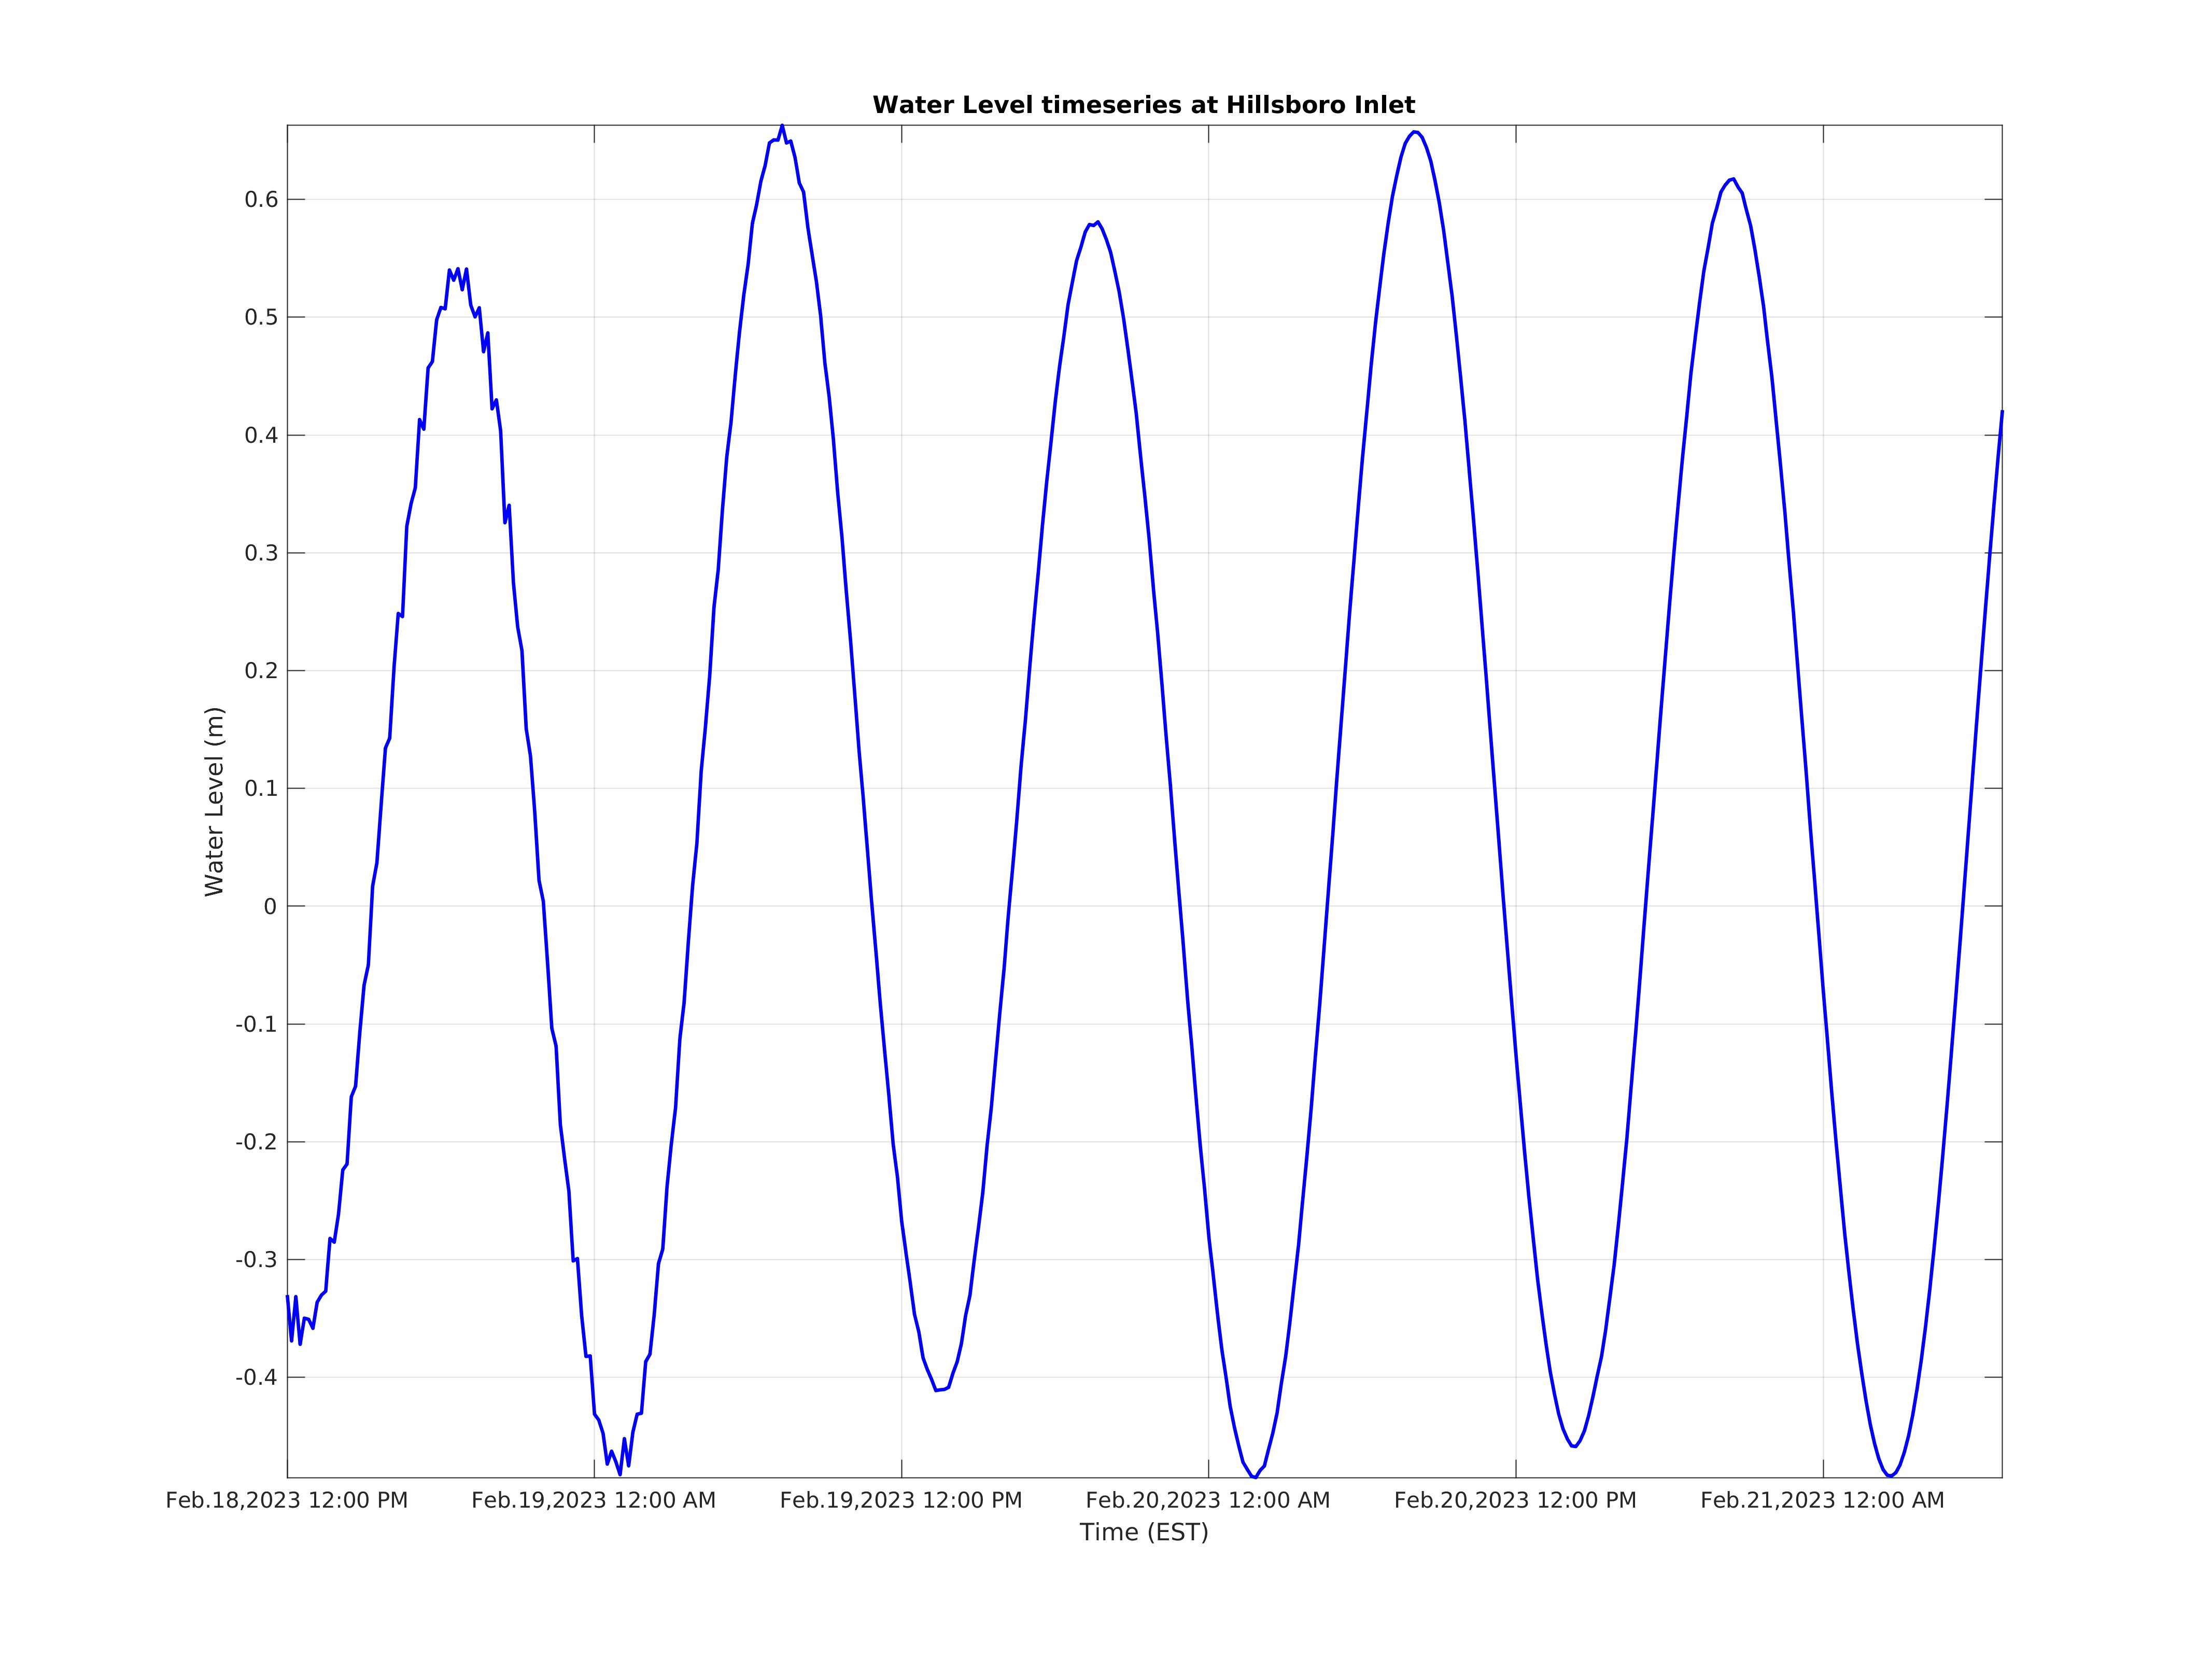 Water Level timeseries at Hillsboro Inlet
0.6
0.5
0.4
0.3
0.2
0.1
0
-0.1
-0.2
-0.3
-0.4
Water Level (m)
Feb.18,2023 12:00 PM
Feb.19,2023 12:00 AM
Feb.19,2023 12:00 PM
Feb.20,2023 12:00 AM
Feb.20,2023 12:00 PM
Feb.21,2023 12:00 AM
Time (EST)